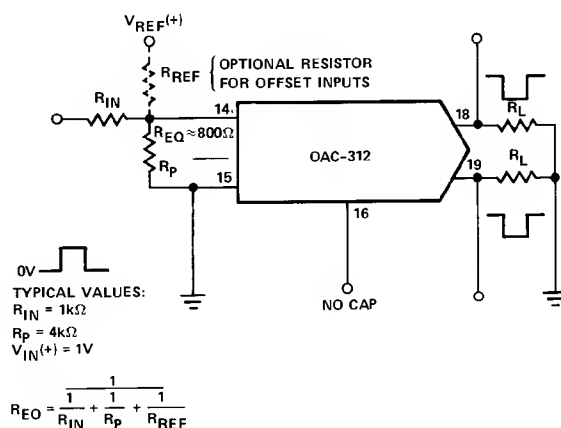 VREF(+)
RREF { OPTIONAL RESISTOR
FOR OFFSET INPUTS
RIN
14
REQ≈800Ω
RP
15
OAC-312
18
19
16
RL
RL
NO CAP
0V
TYPICAL VALUES:
RIN = 1kΩ
RP = 4kΩ
VIN(+) = 1V
REO = 1 / (1/RIN + 1/RP + 1/RREF)